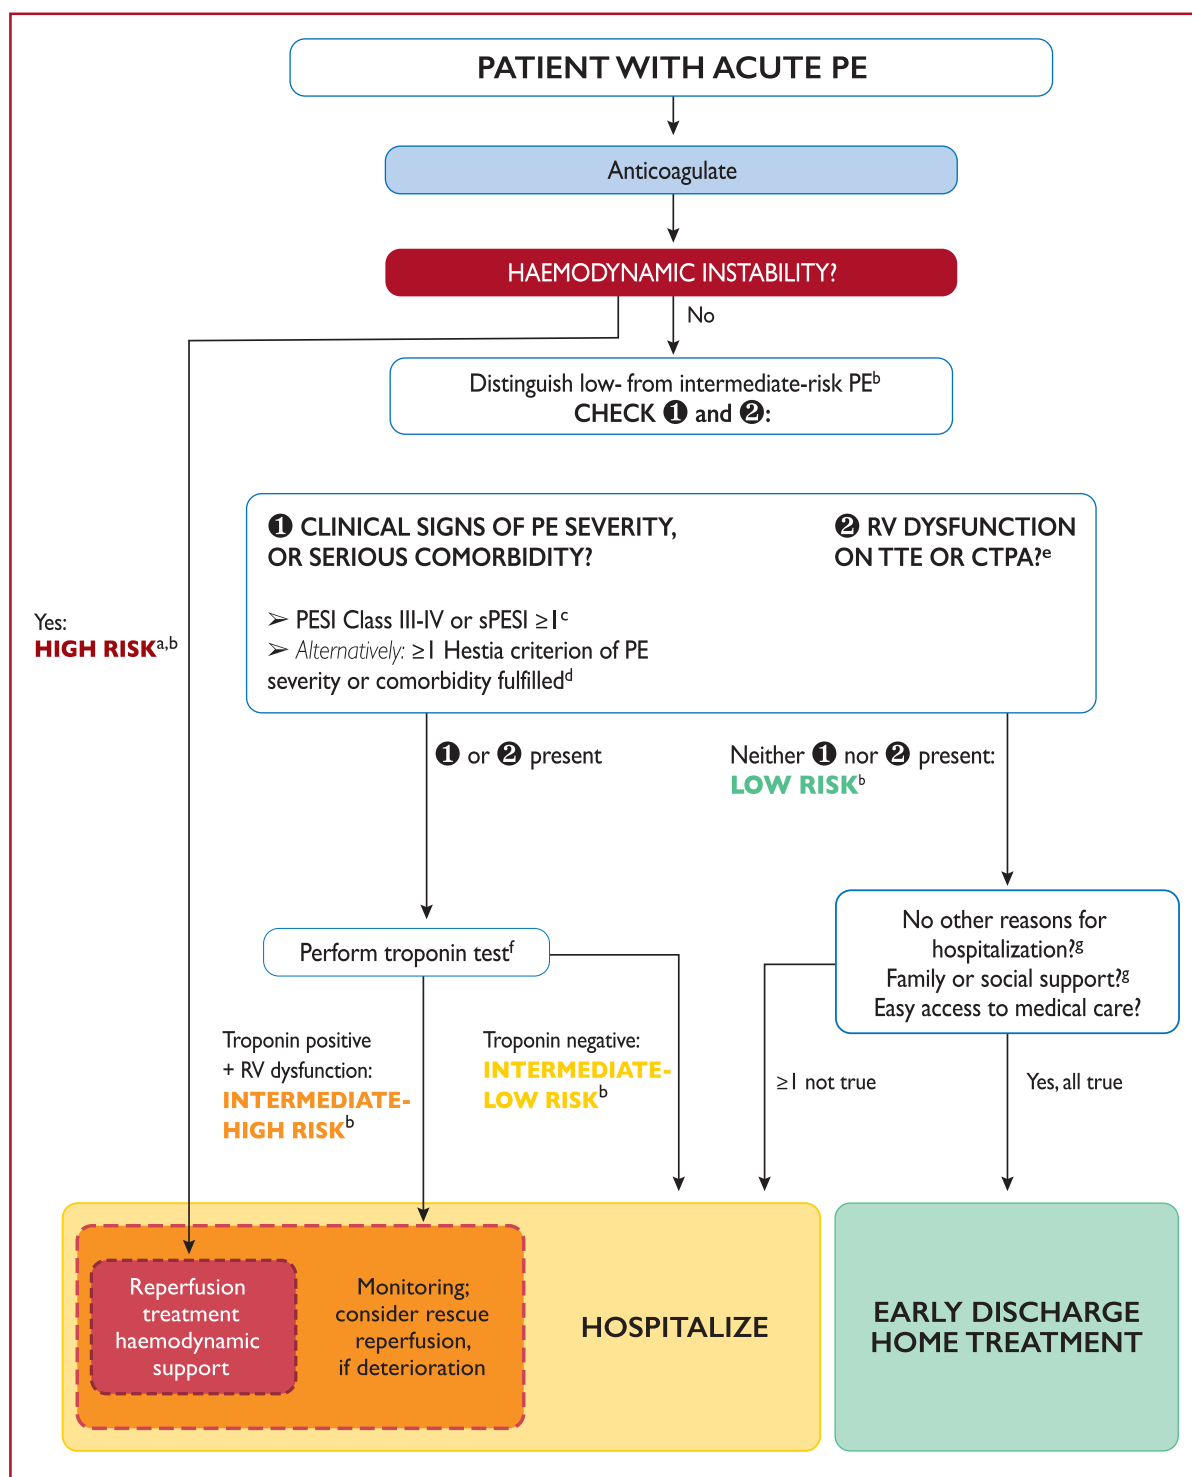 PATIENT WITH ACUTE PE
Anticoagulate
HAEMODYNAMIC INSTABILITY?
No
Distinguish low- from intermediate-risk PEᵇ
CHECK ❶ and ❷:
❶ CLINICAL SIGNS OF PE SEVERITY,
OR SERIOUS COMORBIDITY?
➢ PESI Class III-IV or sPESI ≥1ᶜ
➢ Alternatively: ≥1 Hestia criterion of PE
severity or comorbidity fulfilledᵈ
❷ RV DYSFUNCTION
ON TTE OR CTPA?ᵉ
Yes:
HIGH RISKᵃ,ᵇ
❶ or ❷ present
Neither ❶ nor ❷ present:
LOW RISKᵇ
Perform troponin testᶠ
No other reasons for
hospitalization?ᵍ
Family or social support?ᵍ
Easy access to medical care?
Troponin positive
+ RV dysfunction:
INTERMEDIATE-
HIGH RISKᵇ
Troponin negative:
INTERMEDIATE-
LOW RISKᵇ
≥1 not true
Yes, all true
Reperfusion
treatment
haemodynamic
support
Monitoring;
consider rescue
reperfusion,
if deterioration
HOSPITALIZE
EARLY DISCHARGE
HOME TREATMENT